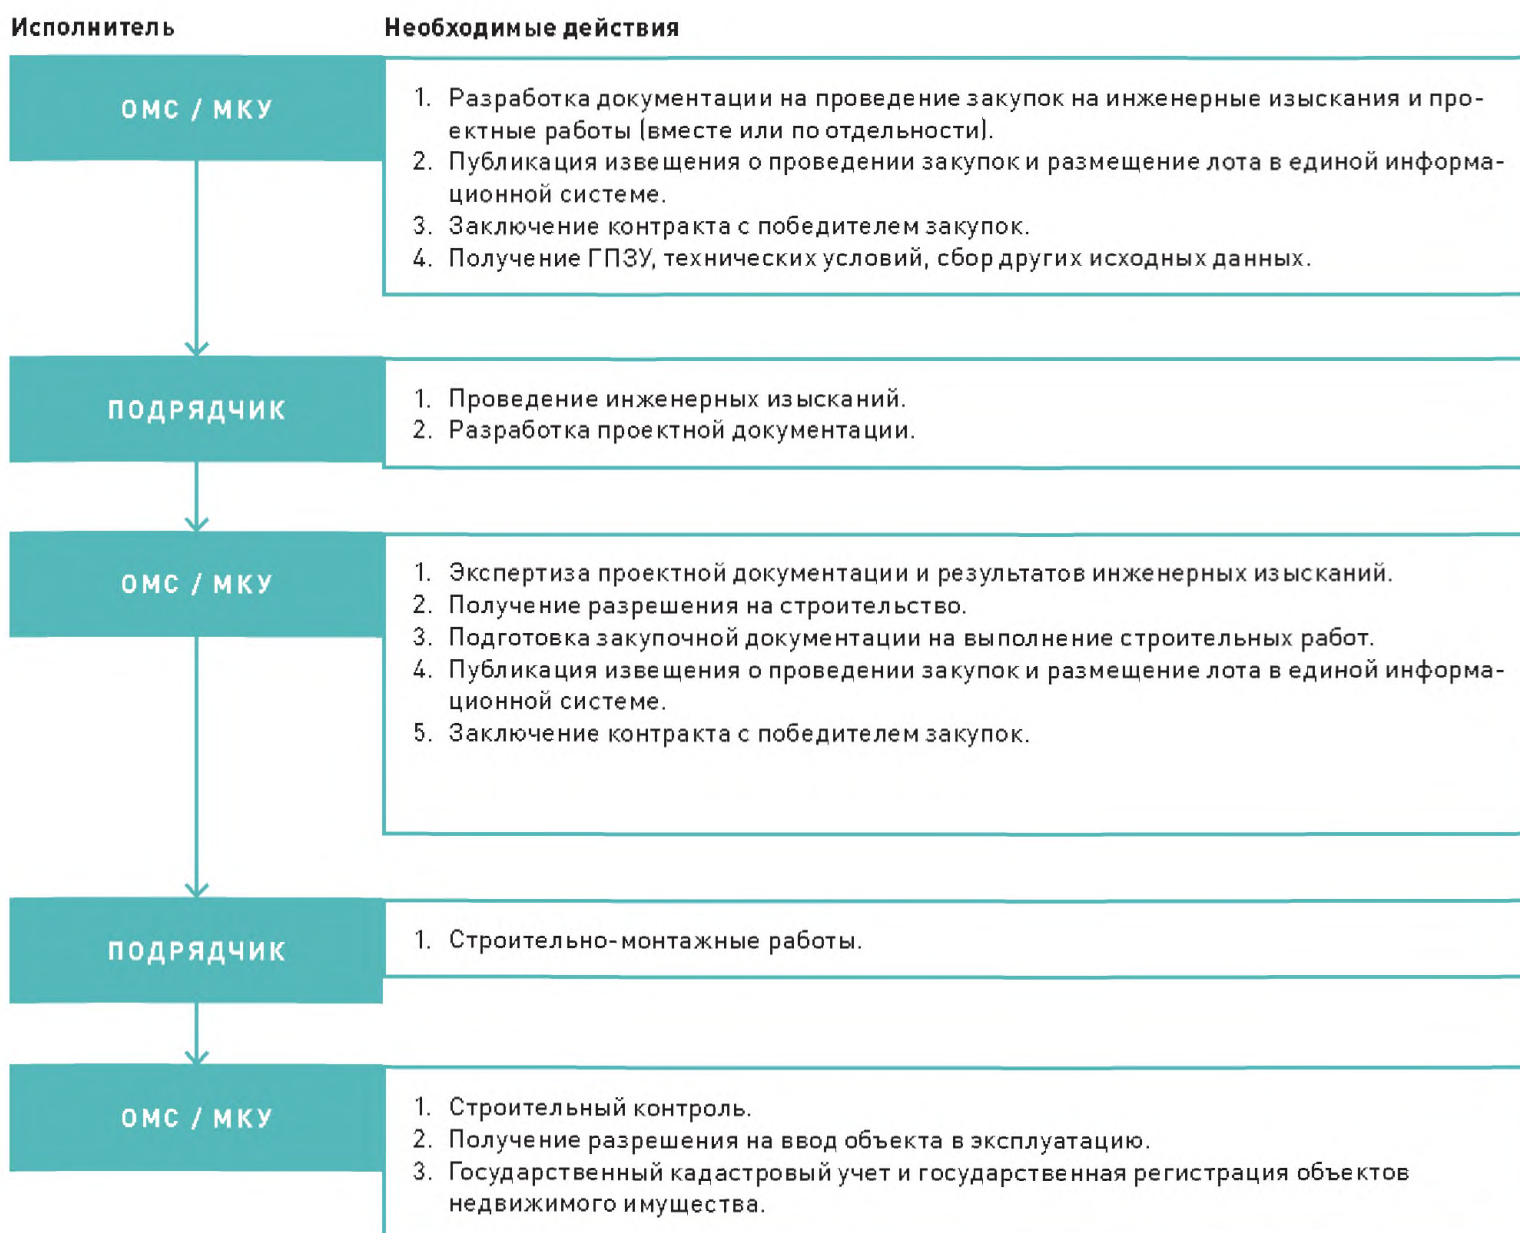 Исполнитель
Необходимые действия
ОМС / МКУ
1. Разработка документации на проведение закупок на инженерные изыскания и про-
ектные работы (вместе или по отдельности).
2. Публикация извещения о проведении закупок и размещение лота в единой информа-
ционной системе.
3. Заключение контракта с победителем закупок.
4. Получение ГПЗУ, технических условий, сбор других исходных данных.
ПОДРЯДЧИК
1. Проведение инженерных изысканий.
2. Разработка проектной документации.
ОМС / МКУ
1. Экспертиза проектной документации и результатов инженерных изысканий.
2. Получение разрешения на строительство.
3. Подготовка закупочной документации на выполнение строительных работ.
4. Публикация извещения о проведении закупок и размещение лота в единой информа-
ционной системе.
5. Заключение контракта с победителем закупок.
ПОДРЯДЧИК
1. Строительно-монтажные работы.
ОМС / МКУ
1. Строительный контроль.
2. Получение разрешения на ввод объекта в эксплуатацию.
3. Государственный кадастровый учет и государственная регистрация объектов
недвижимого имущества.